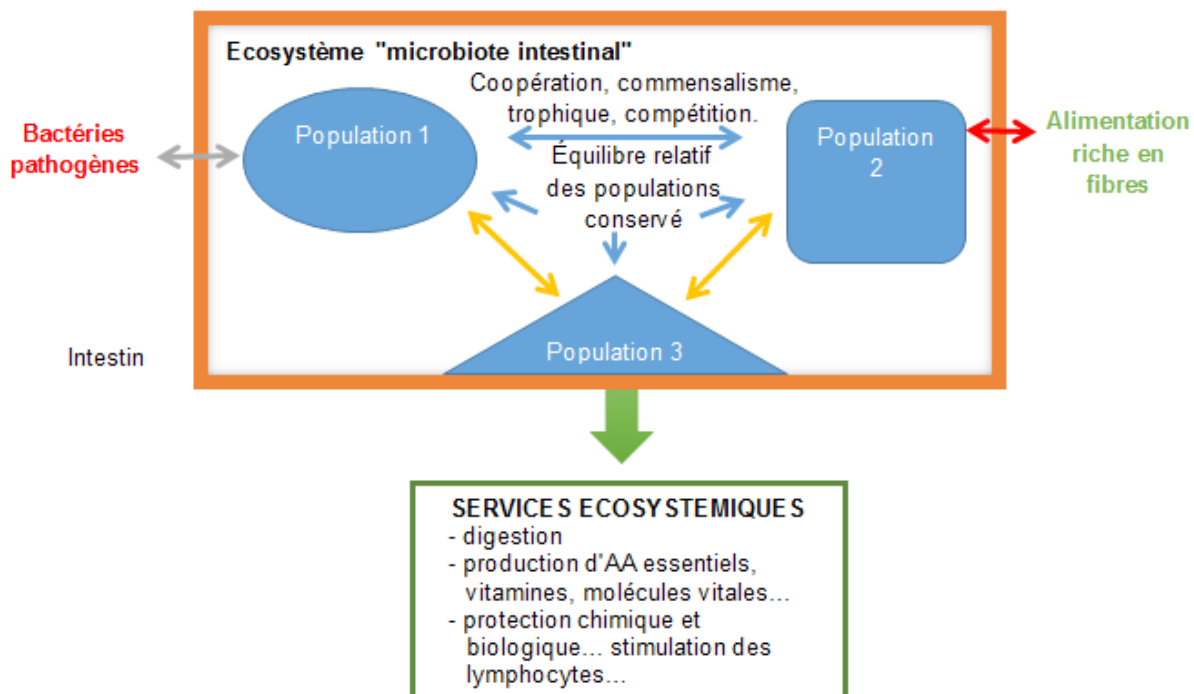 Ecosystème "microbiote intestinal"
Coopération, commensalisme,
trophique, compétition.
Bactéries
pathogènes
Population 1
Équilibre relatif
des populations
conservé
Population
2
Alimentation
riche en
fibres
Intestin
Population 3
SERVICES ECOSYSTEMIQUES
- digestion
- production d'AA essentiels,
vitamines, molécules vitales...
- protection chimique et
biologique... stimulation des
lymphocytes...